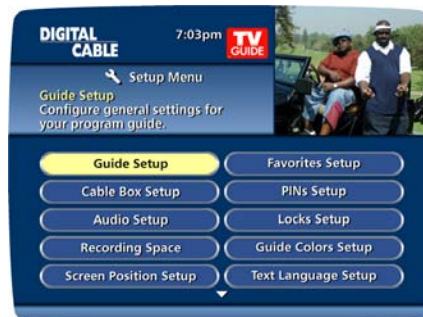 DIGITAL CABLE
7:03pm
TV GUIDE
Setup Menu
Guide Setup
Configure general settings for
your program guide.
Guide Setup
Favorites Setup
Cable Box Setup
PINs Setup
Audio Setup
Locks Setup
Recording Space
Guide Colors Setup
Screen Position Setup
Text Language Setup